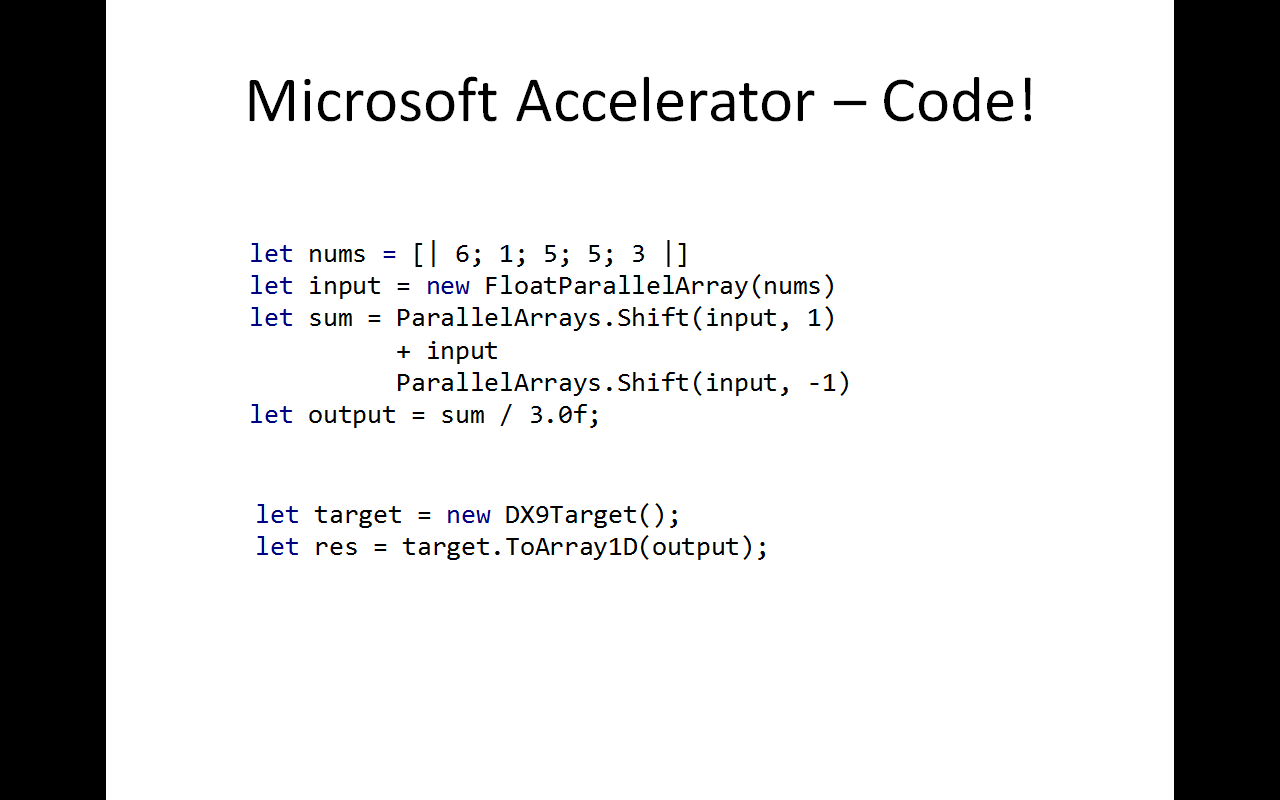 Microsoft Accelerator – Code!
let nums = [| 6; 1; 5; 5; 3 |]
let input = new FloatParallelArray(nums)
let sum = ParallelArrays.Shift(input, 1)
+ input
ParallelArrays.Shift(input, -1)
let output = sum / 3.0f;
let target = new DX9Target();
let res = target.ToArray1D(output);